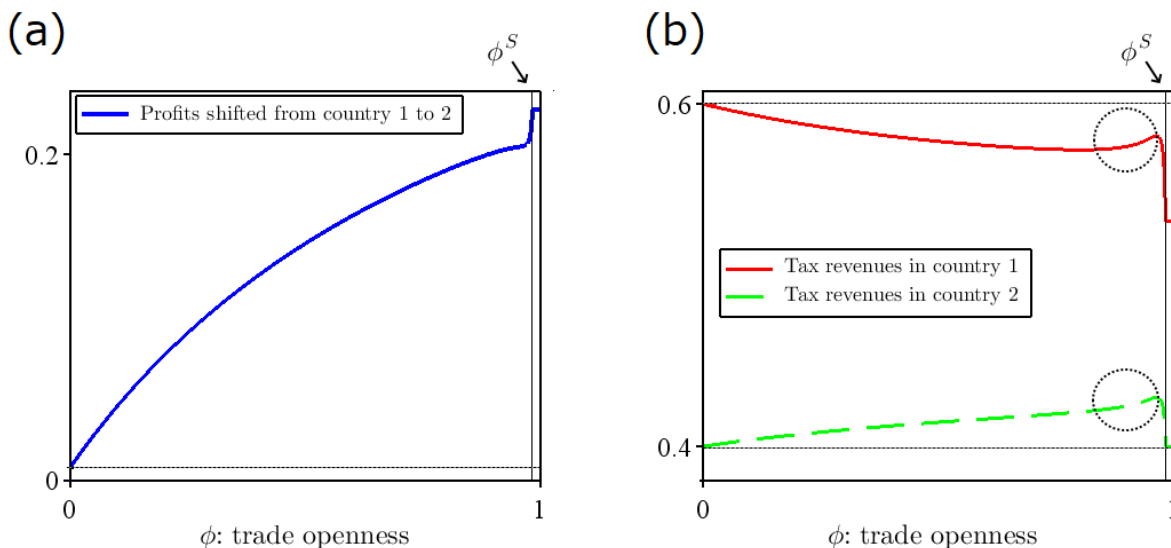 (a)
ϕ^S
Profits shifted from country 1 to 2
0.2
0
0
1
ϕ: trade openness
(b)
ϕ^S
0.6
Tax revenues in country 1
Tax revenues in country 2
0.4
0
1
ϕ: trade openness